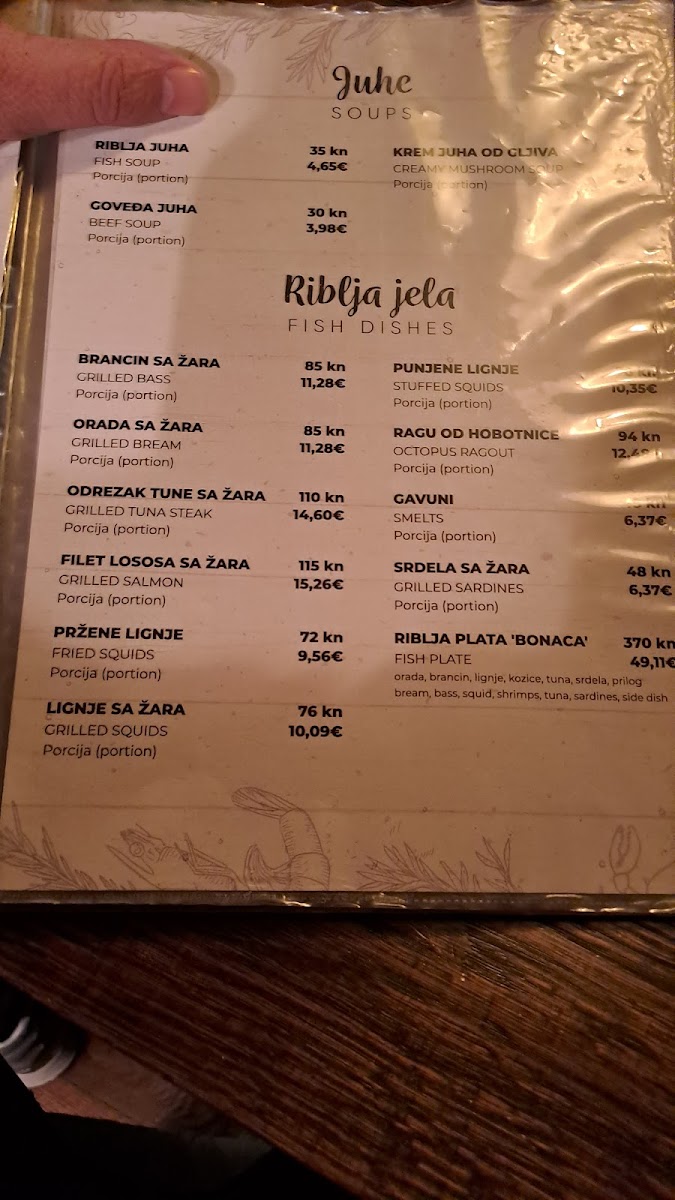 Juhe
SOUPS
RIBLJA JUHA 35 kn
FISH SOUP 4,65€
Porcija (portion)
GOVEĐA JUHA 30 kn
BEEF SOUP 3,98€
Porcija (portion)
KREM JUHA OD GLJIVA
CREAMY MUSHROOM SOUP
Porcija (portion)
Riblja jela
FISH DISHES
BRANCIN SA ŽARA 85 kn
GRILLED BASS 11,28€
Porcija (portion)
ORADA SA ŽARA 85 kn
GRILLED BREAM 11,28€
Porcija (portion)
ODREZAK TUNE SA ŽARA 110 kn
GRILLED TUNA STEAK 14,60€
Porcija (portion)
FILET LOSOSA SA ŽARA 115 kn
GRILLED SALMON 15,26€
Porcija (portion)
PRŽENE LIGNJE 72 kn
FRIED SQUIDS 9,56€
Porcija (portion)
LIGNJE SA ŽARA 76 kn
GRILLED SQUIDS 10,09€
Porcija (portion)
PUNJENE LIGNJE kn
STUFFED SQUIDS 10,35€
Porcija (portion)
RAGU OD HOBOTNICE 94 kn
OCTOPUS RAGOUT
Porcija (portion)
GAVUNI kn
SMELTS 6,37€
Porcija (portion)
SRDELA SA ŽARA 48 kn
GRILLED SARDINES 6,37€
Porcija (portion)
RIBLJA PLATA 'BONACA' 370 kn
FISH PLATE 49,11€
orada, brancin, lignje, kozice, tuna, srdela, prilog
bream, bass, squid, shrimps, tuna, sardines, side dish